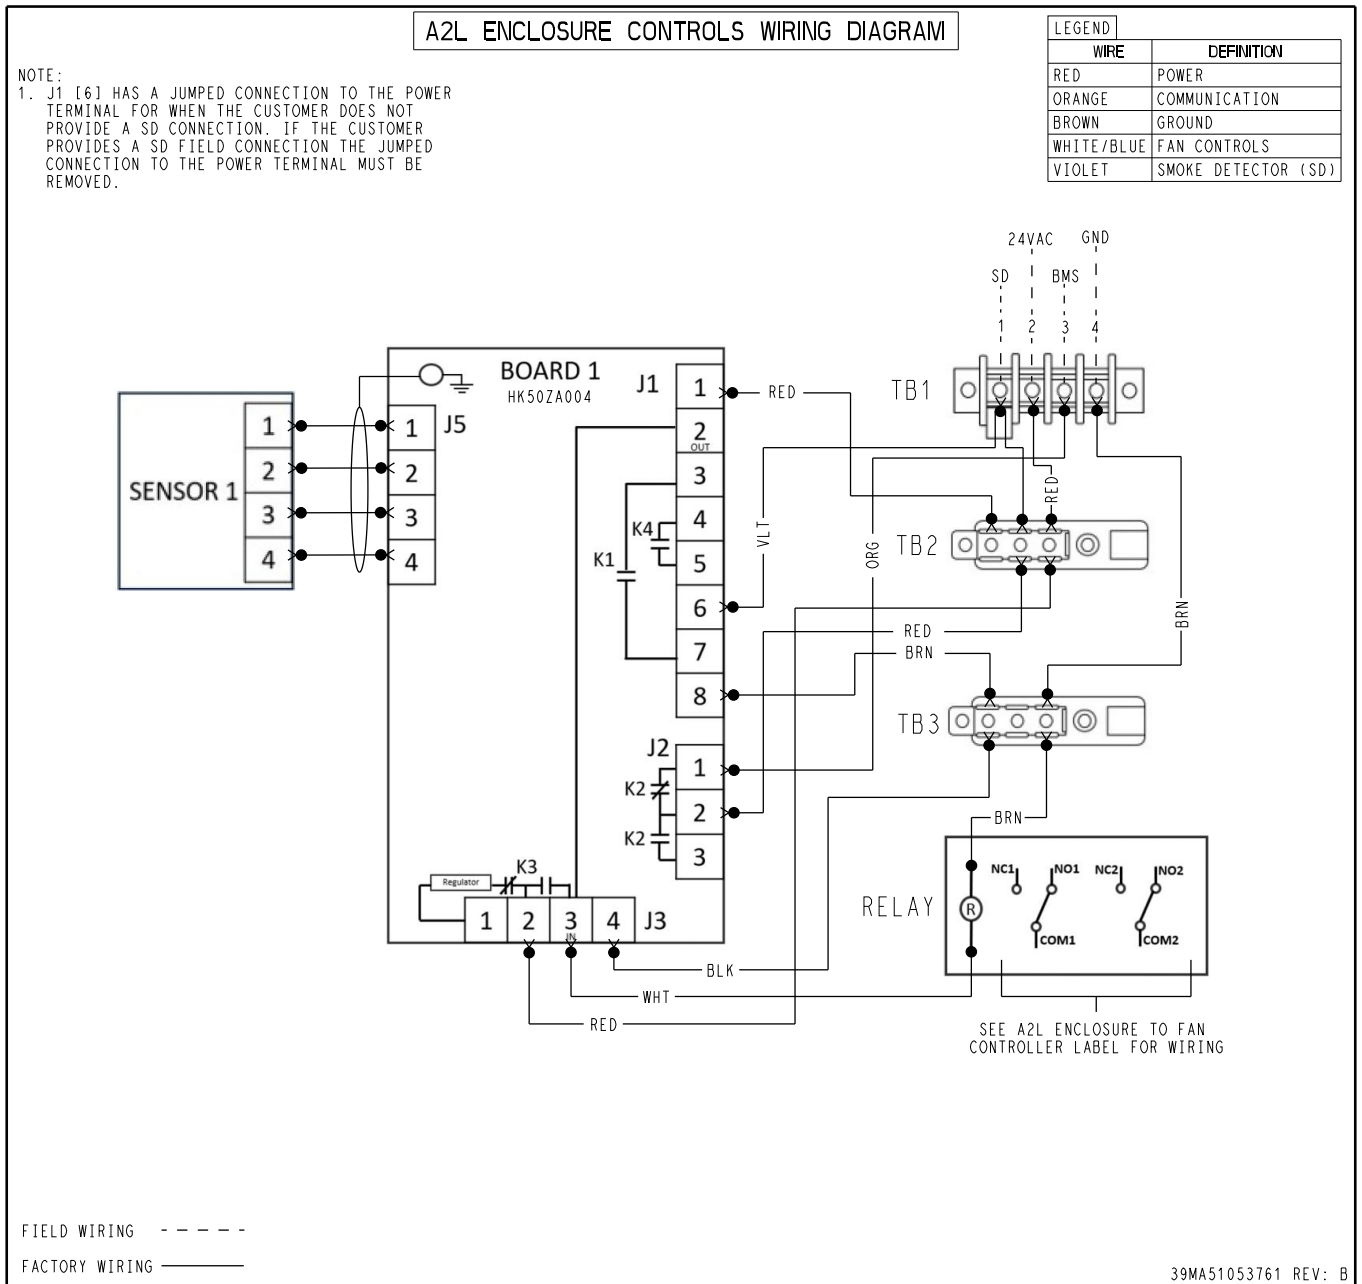 A2L ENCLOSURE CONTROLS WIRING DIAGRAM
LEGEND
WIRE DEFINITION
RED POWER
ORANGE COMMUNICATION
BROWN GROUND
WHITE/BLUE FAN CONTROLS
VIOLET SMOKE DETECTOR (SD)
NOTE:
1. J1 [6] HAS A JUMPED CONNECTION TO THE POWER
TERMINAL FOR WHEN THE CUSTOMER DOES NOT
PROVIDE A SD CONNECTION. IF THE CUSTOMER
PROVIDES A SD FIELD CONNECTION THE JUMPED
CONNECTION TO THE POWER TERMINAL MUST BE
REMOVED.
24VAC GND
SD BMS
1 2 3 4
TB1
BOARD 1
HK50ZA004
J1
1
2
OUT
3
4
5
6
7
8
K4
K1
J5
1
2
3
4
SENSOR 1
1
2
3
4
RED
VLT
ORG
RED
BRN
TB2
RED
BRN
TB3
J2
1
2
3
K2
K2
BRN
K3
Regulator
1 2 3 4
IN
J3
RELAY
R
NC1 NO1 NC2 NO2
COM1 COM2
BLK
WHT
RED
SEE A2L ENCLOSURE TO FAN
CONTROLLER LABEL FOR WIRING
FIELD WIRING
FACTORY WIRING
39MA51053761 REV: B